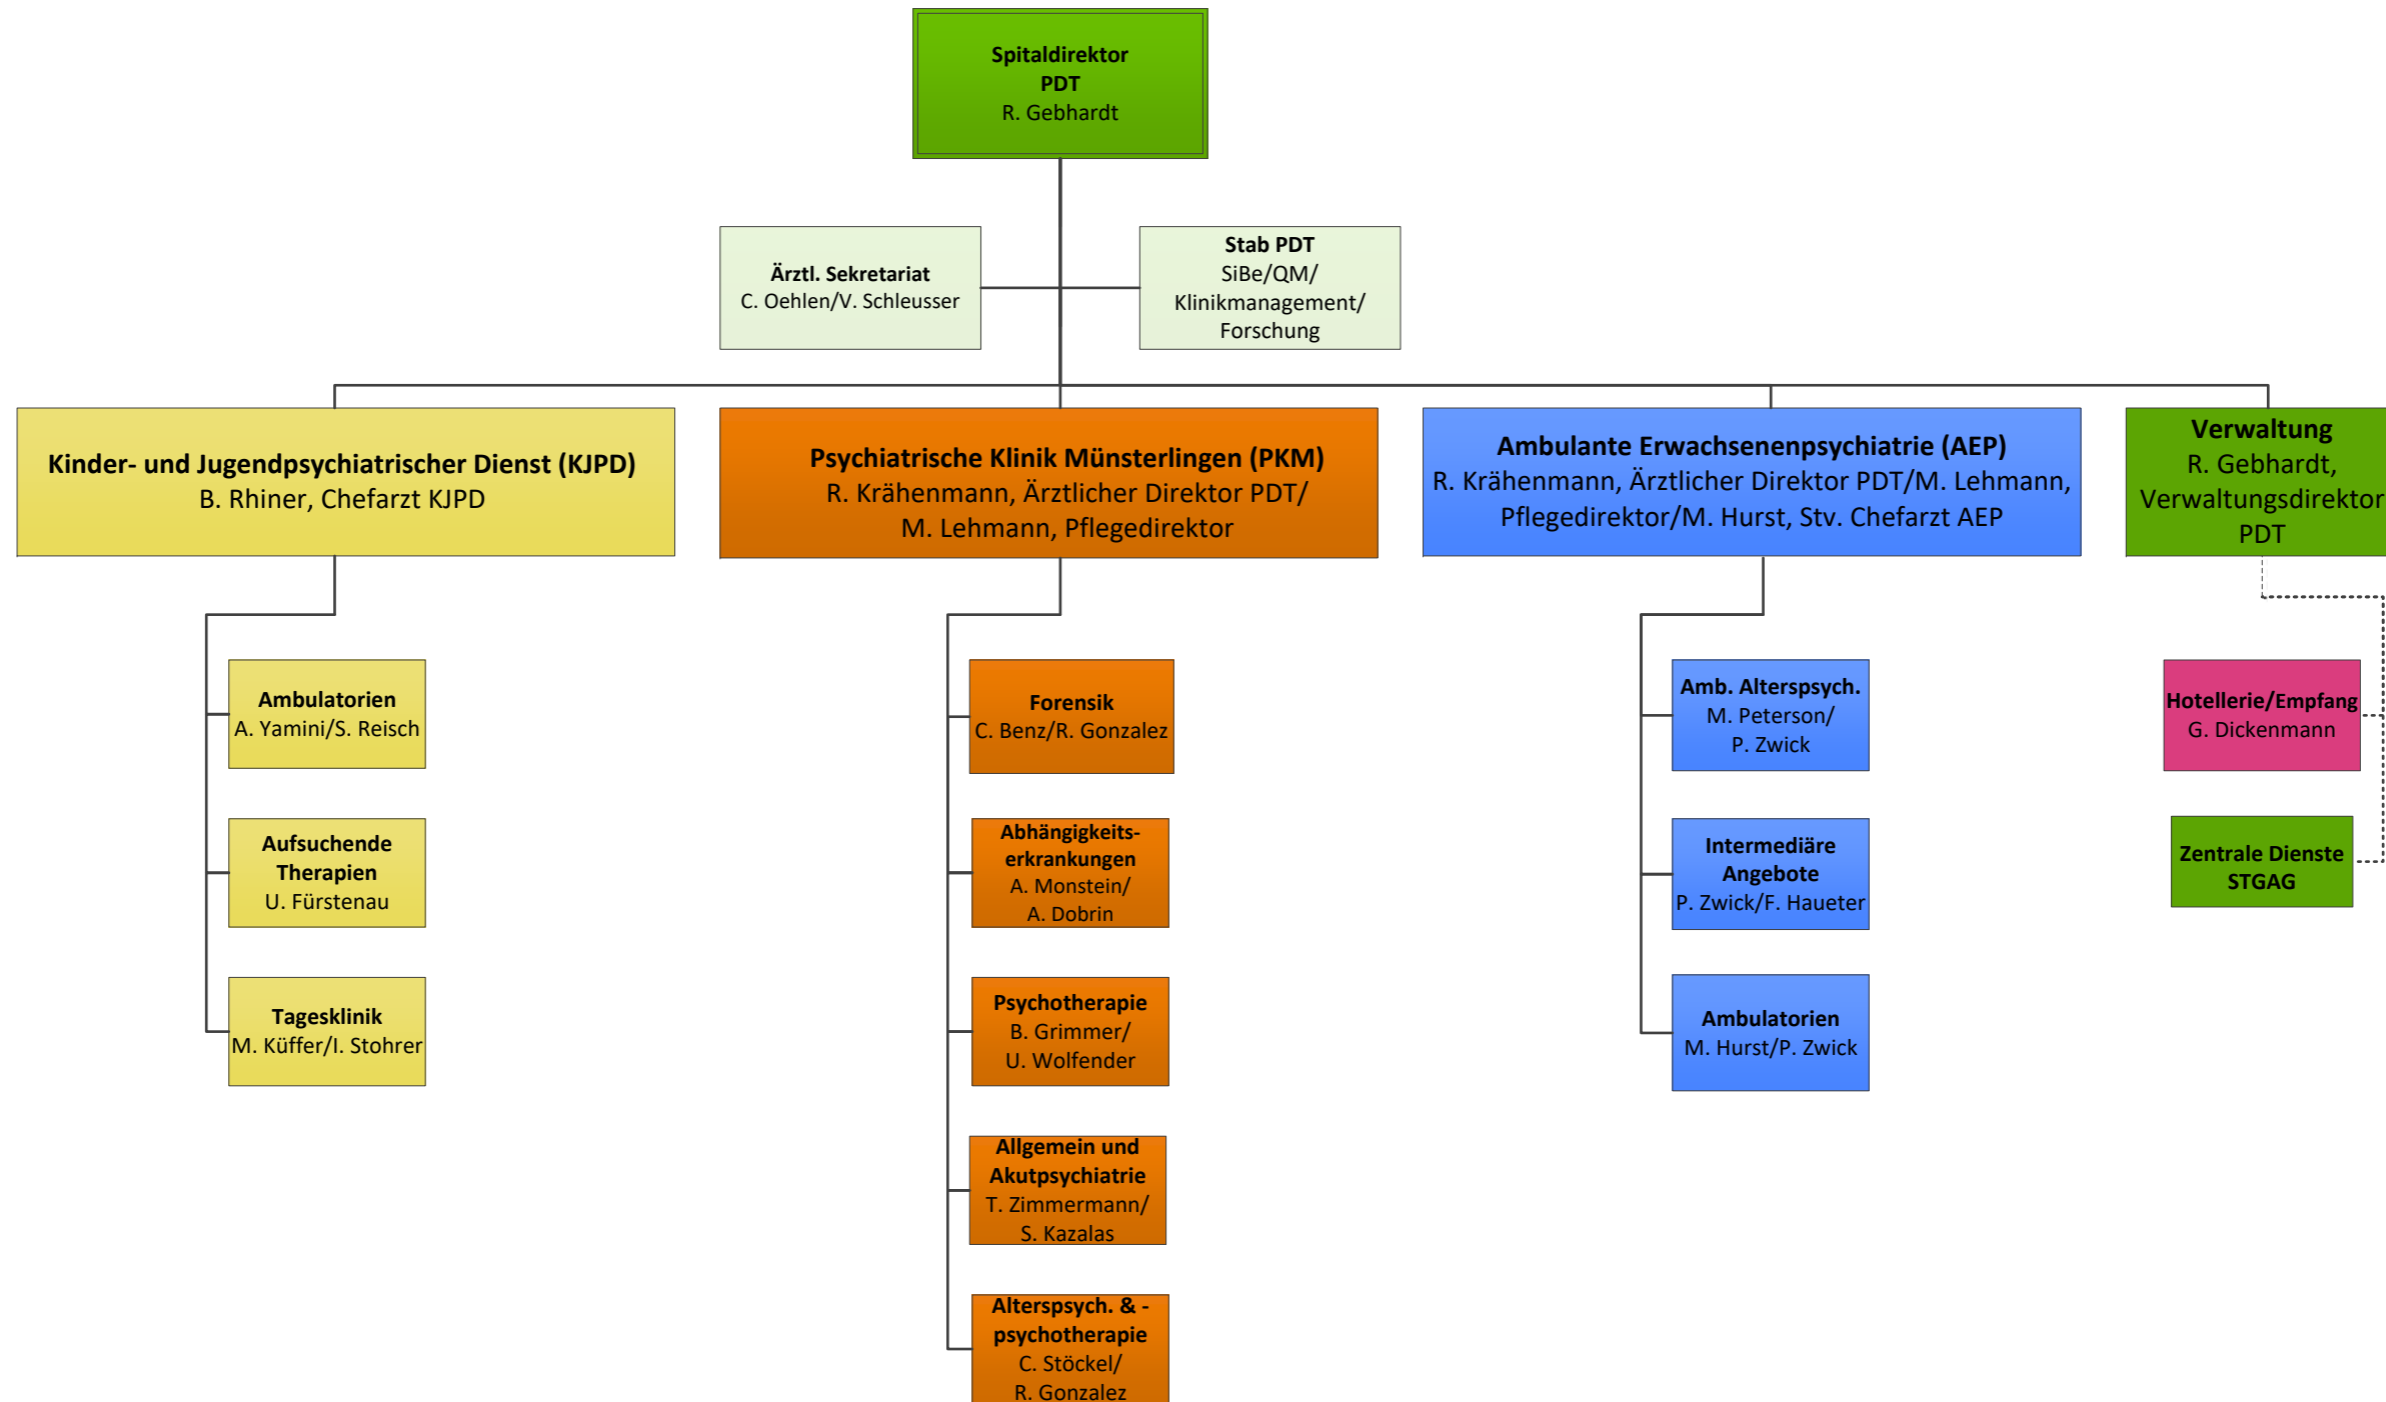 Spitaldirektor
PDT
R. Gebhardt
Ärztl. Sekretariat
C. Oehlen/V. Schleusser
Stab PDT
SiBe/QM/
Klinikmanagement/
Forschung
Kinder- und Jugendpsychiatrischer Dienst (KJPD)
B. Rhiner, Chefarzt KJPD
Psychiatrische Klinik Münsterlingen (PKM)
R. Krähenmann, Ärztlicher Direktor PDT/
M. Lehmann, Pflegedirektor
Ambulante Erwachsenenpsychiatrie (AEP)
R. Krähenmann, Ärztlicher Direktor PDT/M. Lehmann,
Pflegedirektor/M. Hurst, Stv. Chefarzt AEP
Verwaltung
R. Gebhardt,
Verwaltungsdirektor
PDT
Ambulatorien
A. Yamini/S. Reisch
Aufsuchende
Therapien
U. Fürstenau
Tagesklinik
M. Küffer/I. Stohrer
Forensik
C. Benz/R. Gonzalez
Abhängigkeits-
erkrankungen
A. Monstein/
A. Dobrin
Psychotherapie
B. Grimmer/
U. Wolfender
Allgemein und
Akutpsychiatrie
T. Zimmermann/
S. Kazalas
Alterspsych. & -
psychotherapie
C. Stöckel/
R. Gonzalez
Amb. Alterspsych.
M. Peterson/
P. Zwick
Intermediäre
Angebote
P. Zwick/F. Haueter
Ambulatorien
M. Hurst/P. Zwick
Hotellerie/Empfang
G. Dickenmann
Zentrale Dienste
STGAG